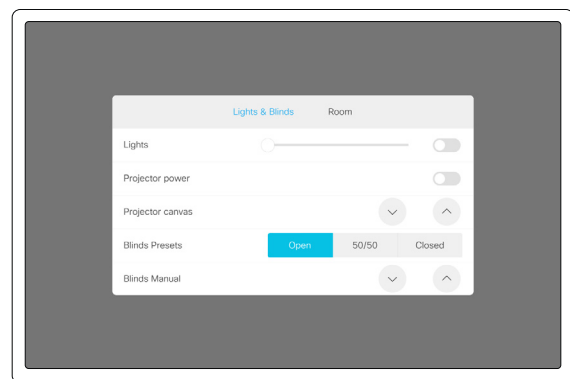 Lights & Blinds Room
Lights
Projector power
Projector canvas
Blinds Presets Open 50/50 Closed
Blinds Manual